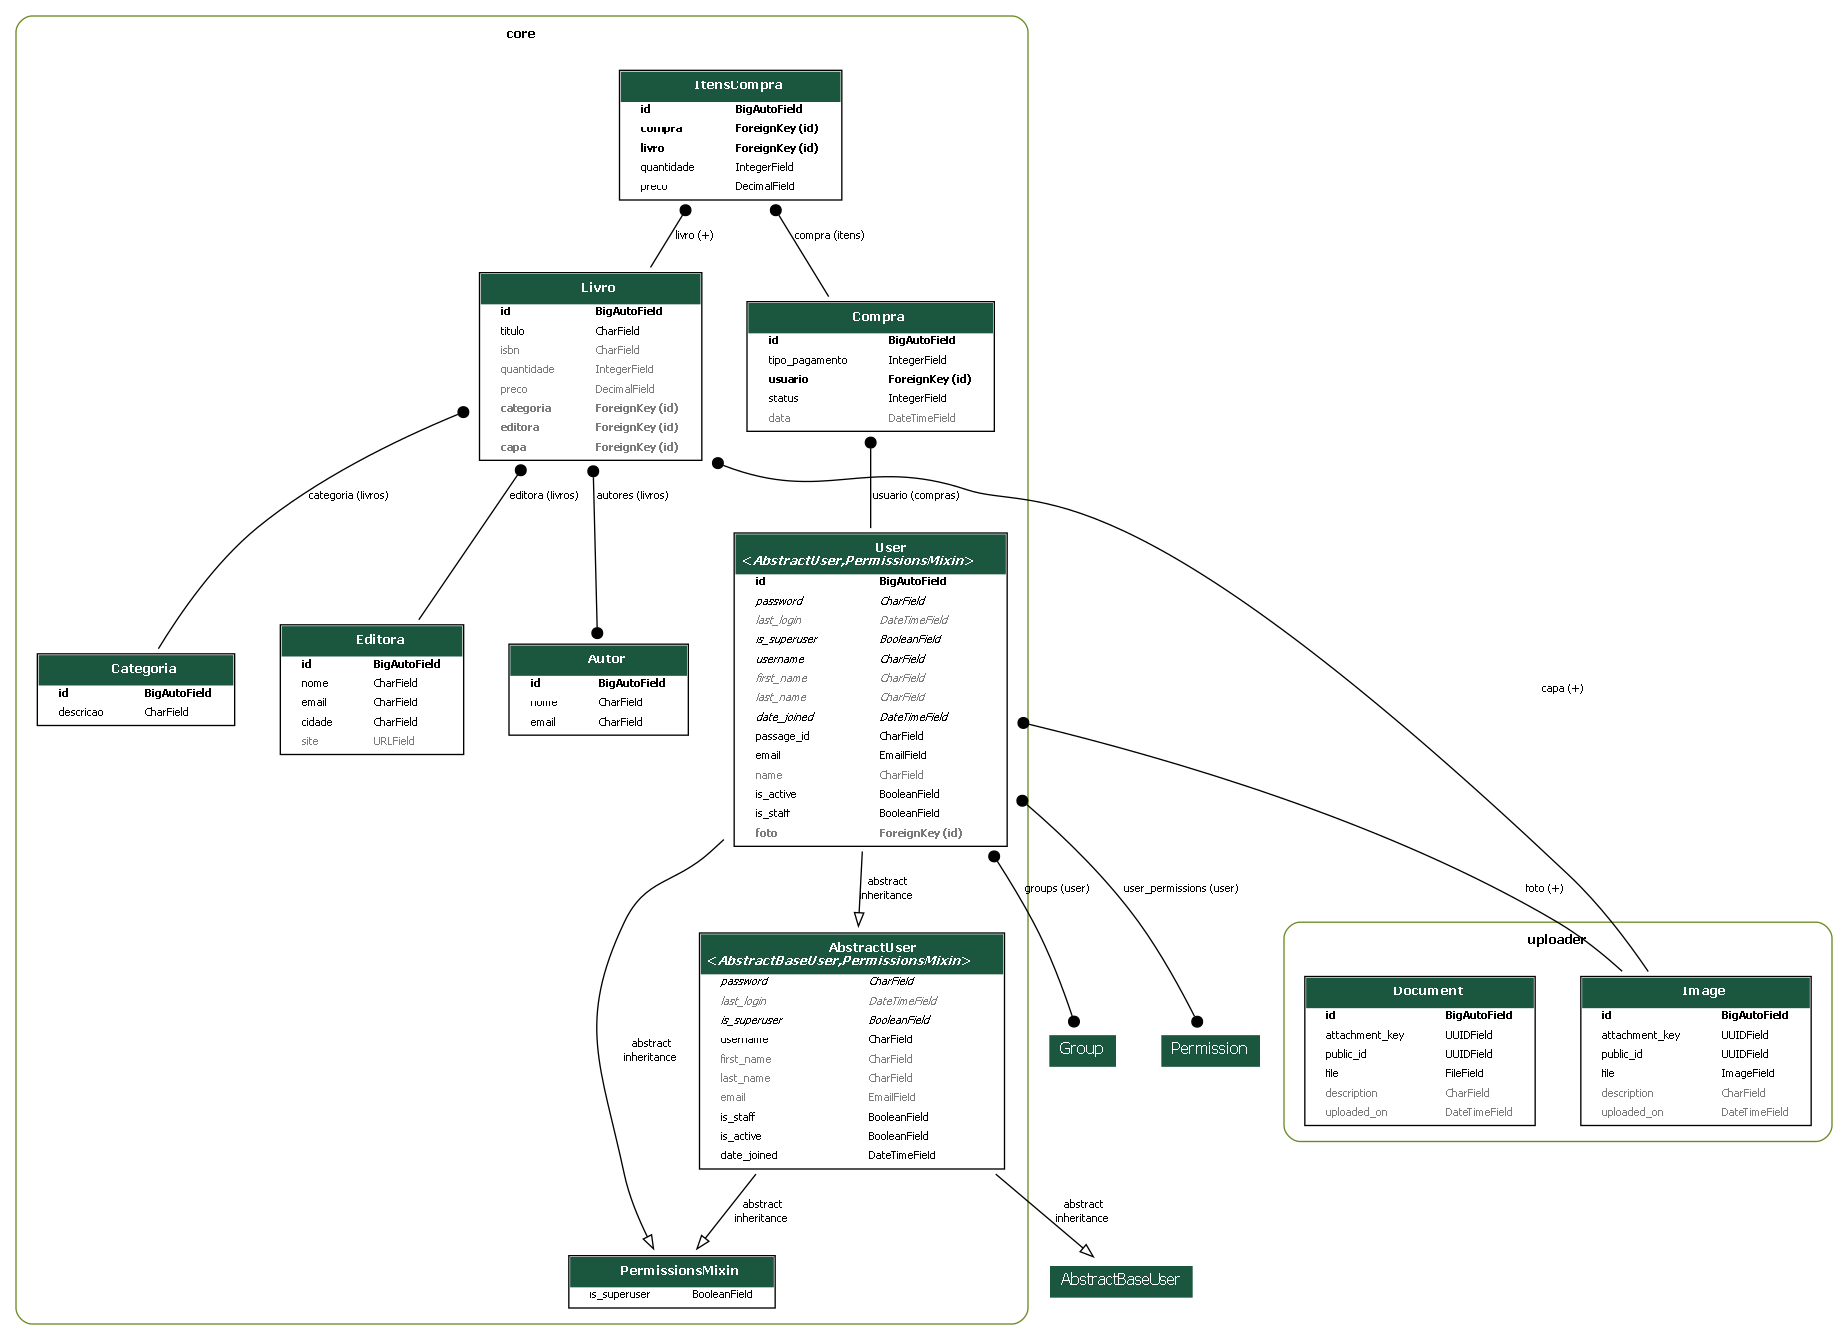 core
ItensCompra
id BigAutoField
compra ForeignKey (id)
livro ForeignKey (id)
quantidade IntegerField
preco DecimalField
livro (+)
compra (itens)
Livro
id BigAutoField
titulo CharField
isbn CharField
quantidade IntegerField
preco DecimalField
categoria ForeignKey (id)
editora ForeignKey (id)
capa ForeignKey (id)
Compra
id BigAutoField
tipo_pagamento IntegerField
usuario ForeignKey (id)
status IntegerField
data DateTimeField
categoria (livros)
editora (livros)
autores (livros)
usuario (compras)
capa (+)
Categoria
id BigAutoField
descricao CharField
Editora
id BigAutoField
nome CharField
email CharField
cidade CharField
site URLField
Autor
id BigAutoField
nome CharField
email CharField
User
<AbstractUser,PermissionsMixin>
id BigAutoField
password CharField
last_login DateTimeField
is_superuser BooleanField
username CharField
first_name CharField
last_name CharField
date_joined DateTimeField
passage_id CharField
email EmailField
name CharField
is_active BooleanField
is_staff BooleanField
foto ForeignKey (id)
abstract
inheritance
groups (user)
user_permissions (user)
foto (+)
AbstractUser
<AbstractBaseUser,PermissionsMixin>
password CharField
last_login DateTimeField
is_superuser BooleanField
username CharField
first_name CharField
last_name CharField
email EmailField
is_staff BooleanField
is_active BooleanField
date_joined DateTimeField
abstract
inheritance
Group
Permission
uploader
Document
id BigAutoField
attachment_key UUIDField
public_id UUIDField
file FileField
description CharField
uploaded_on DateTimeField
Image
id BigAutoField
attachment_key UUIDField
public_id UUIDField
file ImageField
description CharField
uploaded_on DateTimeField
abstract
inheritance
abstract
inheritance
PermissionsMixin
is_superuser BooleanField
AbstractBaseUser